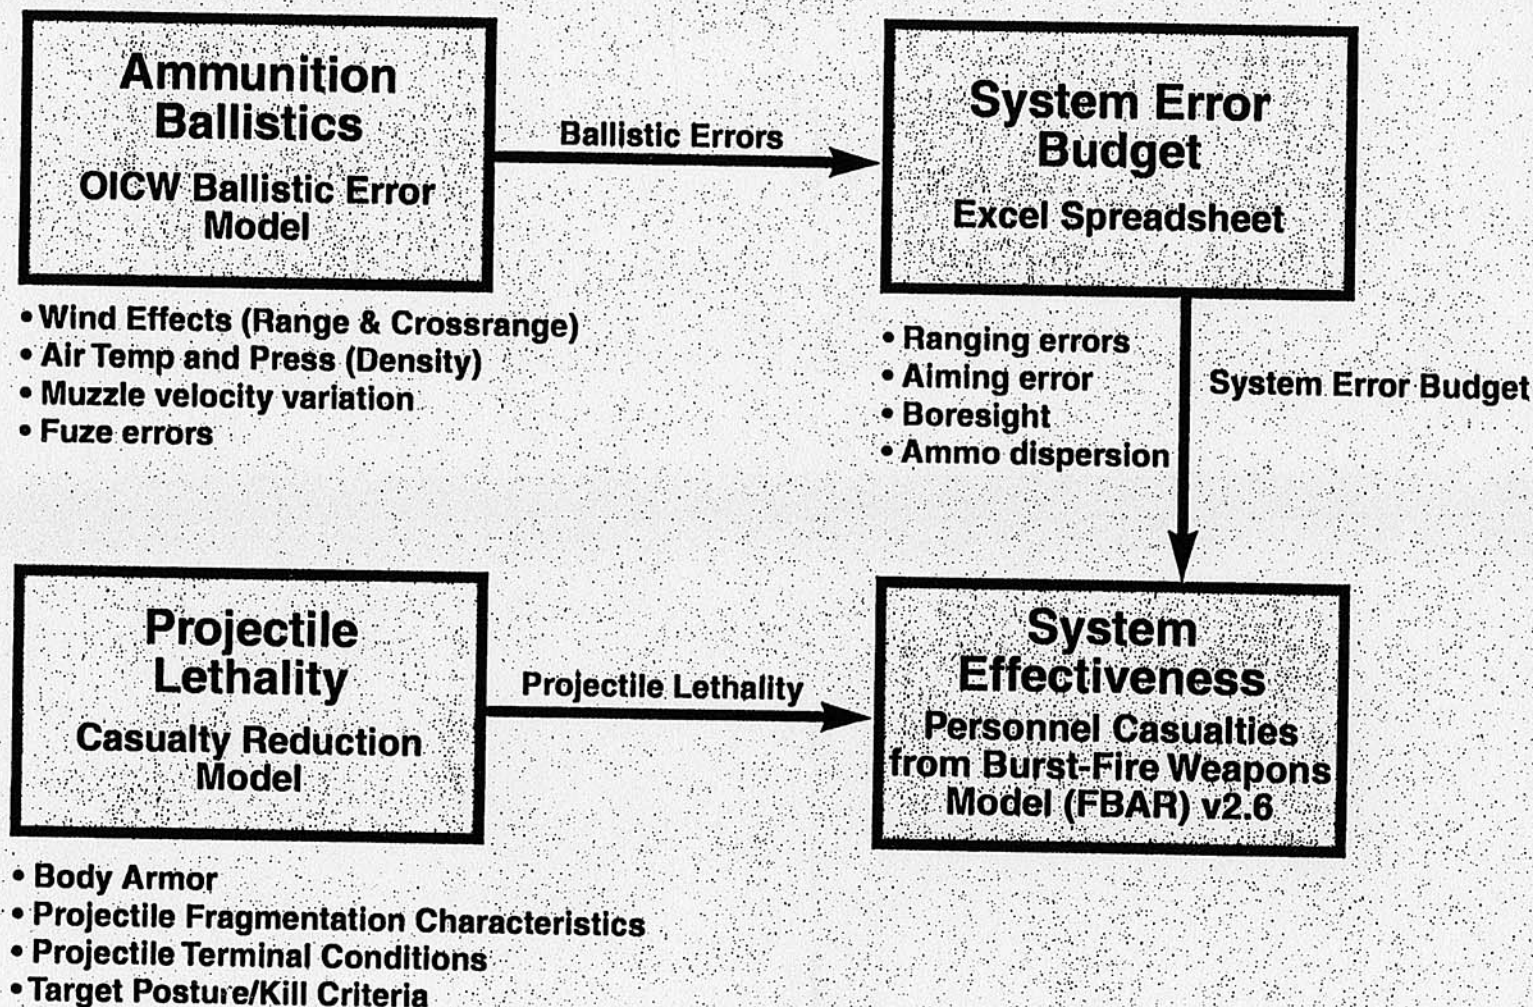 Ammunition
Ballistics
OICW Ballistic Error
Model
Ballistic Errors
System Error
Budget
Excel Spreadsheet
• Wind Effects (Range & Crossrange)
• Air Temp and Press (Density)
• Muzzle velocity variation
• Fuze errors
• Ranging errors
• Aiming error
• Boresight
• Ammo dispersion
System Error Budget
Projectile
Lethality
Casualty Reduction
Model
Projectile Lethality
System
Effectiveness
Personnel Casualties
from Burst-Fire Weapons
Model (FBAR) v2.6
• Body Armor
• Projectile Fragmentation Characteristics
• Projectile Terminal Conditions
• Target Posture/Kill Criteria